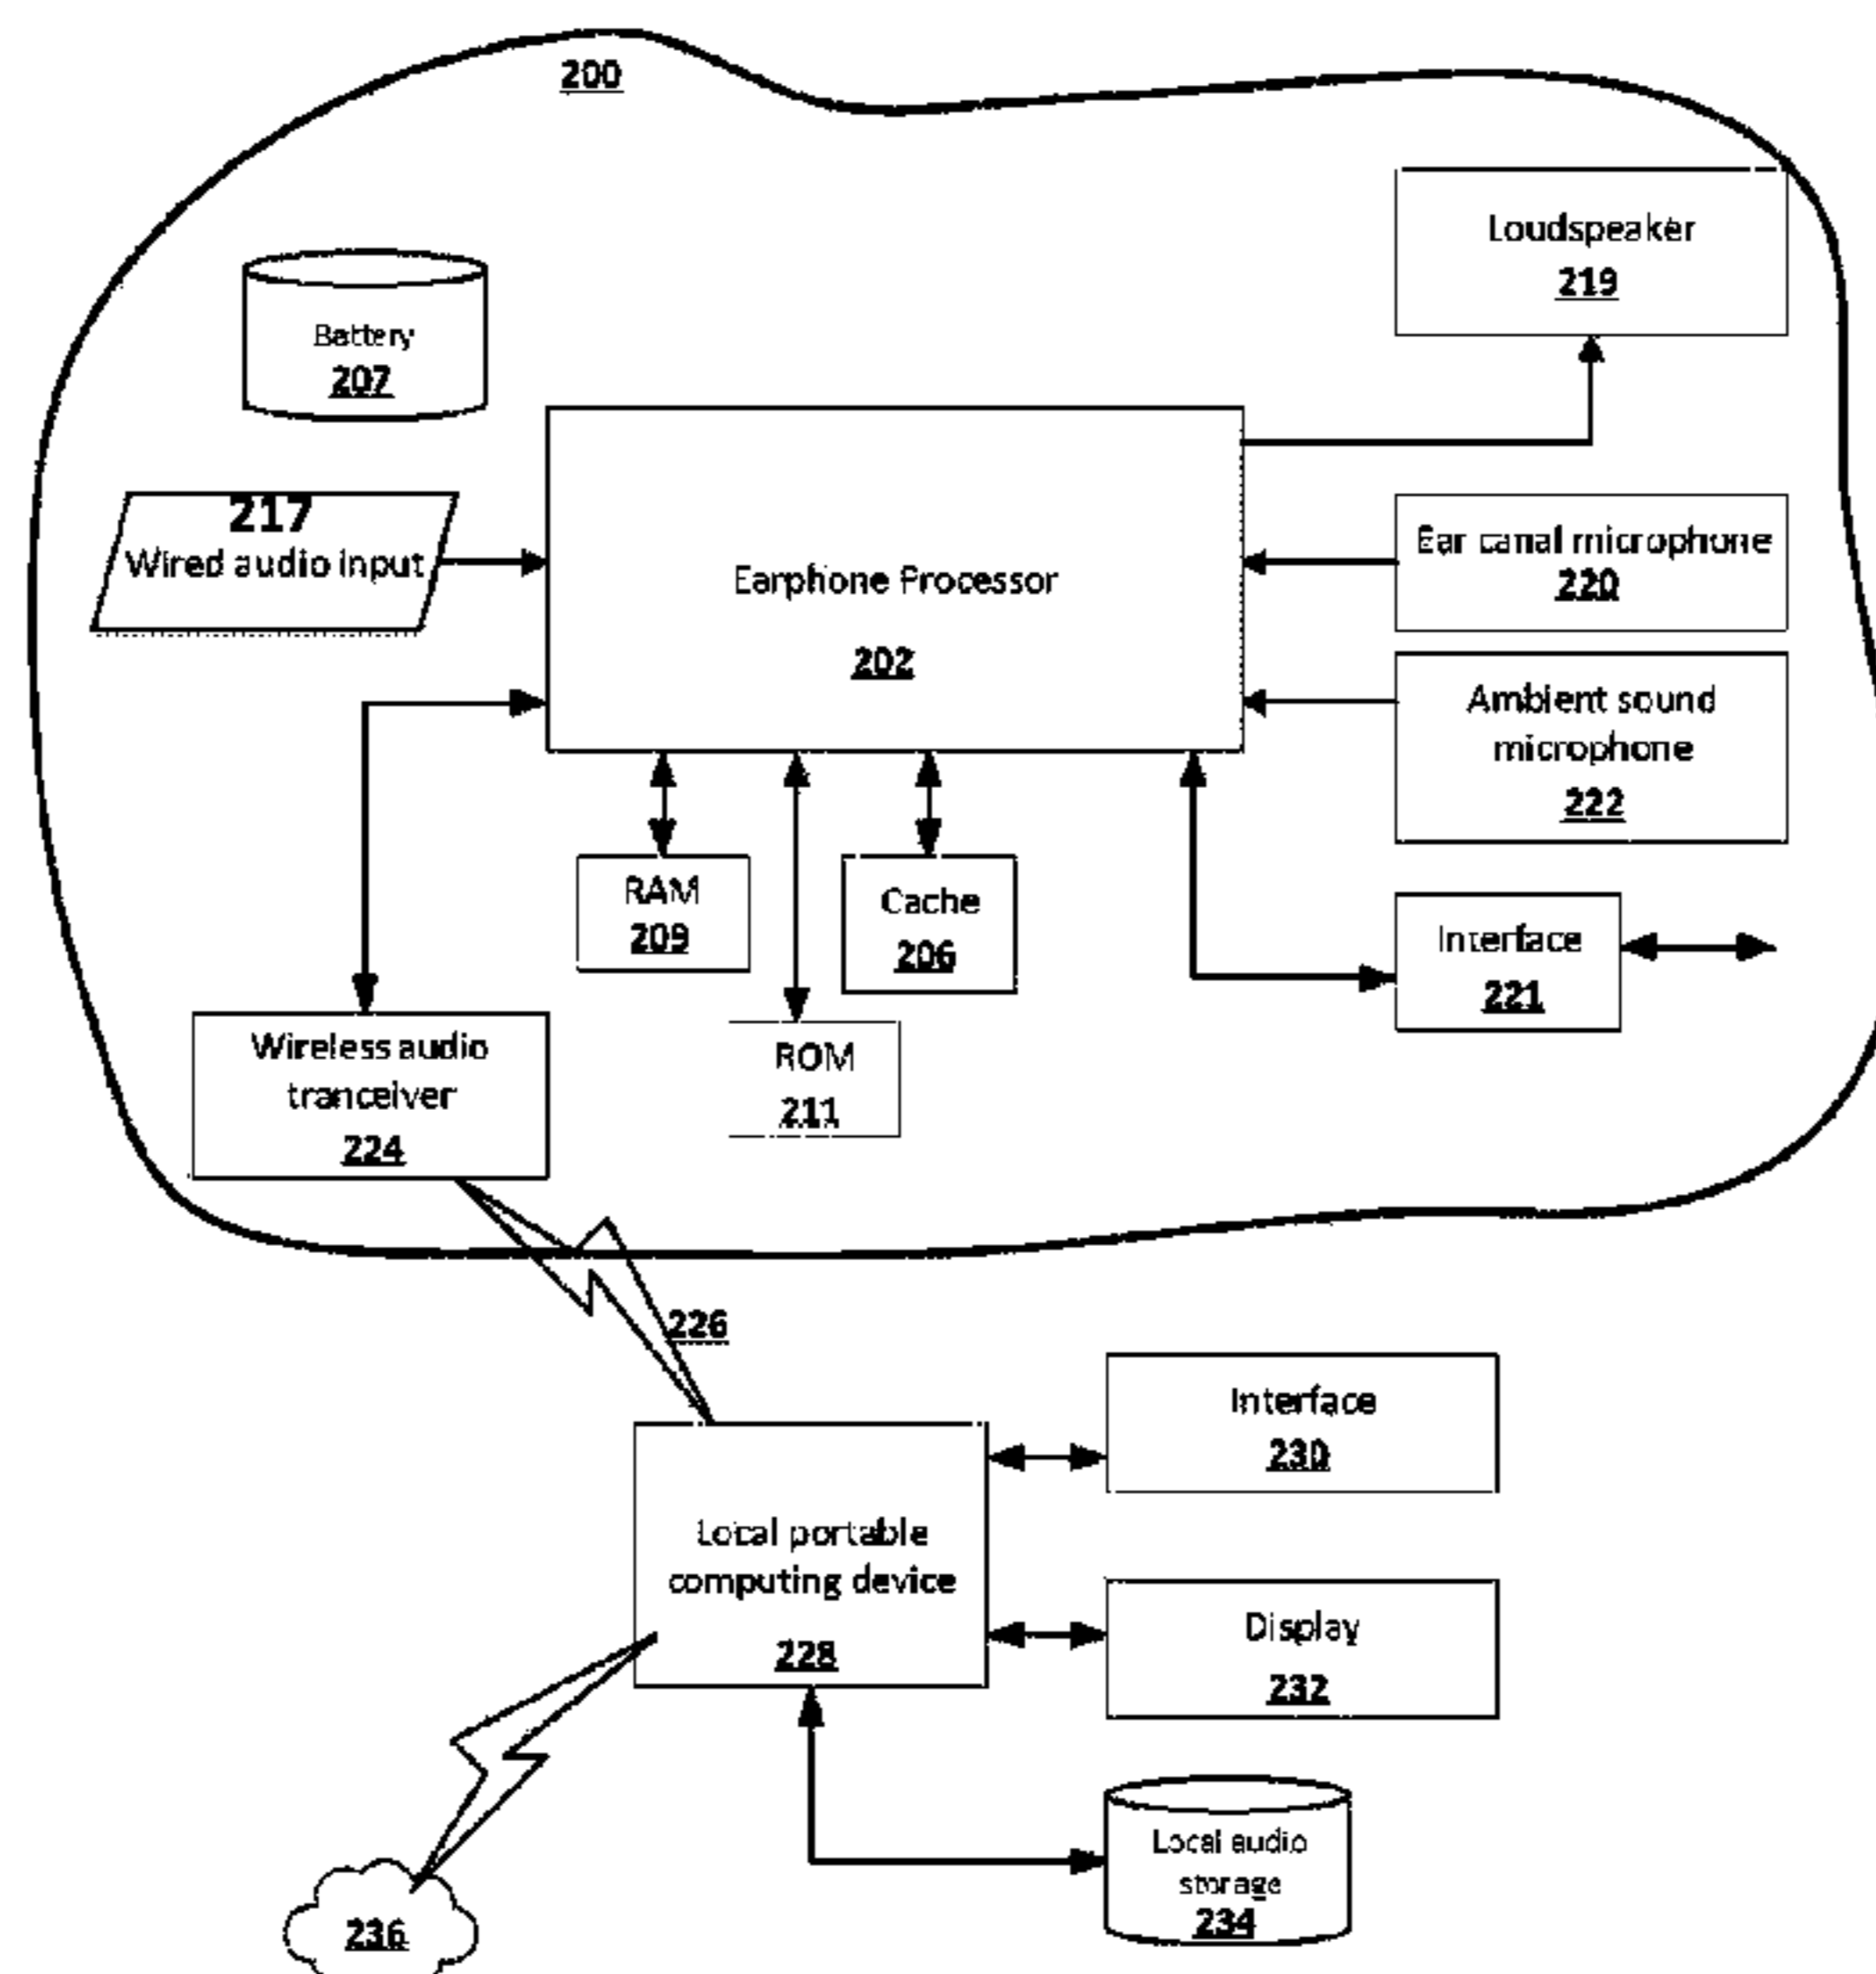 200
Loudspeaker
219
Battery
207
217
Wired audio input
Earphone Processor
202
Ear canal microphone
220
Ambient sound
microphone
222
RAM
209
Cache
206
Interface
221
Wireless audio
tranceiver
224
ROM
211
226
Interface
230
Local portable
computing device
228
Display
232
Local audio
storage
234
236